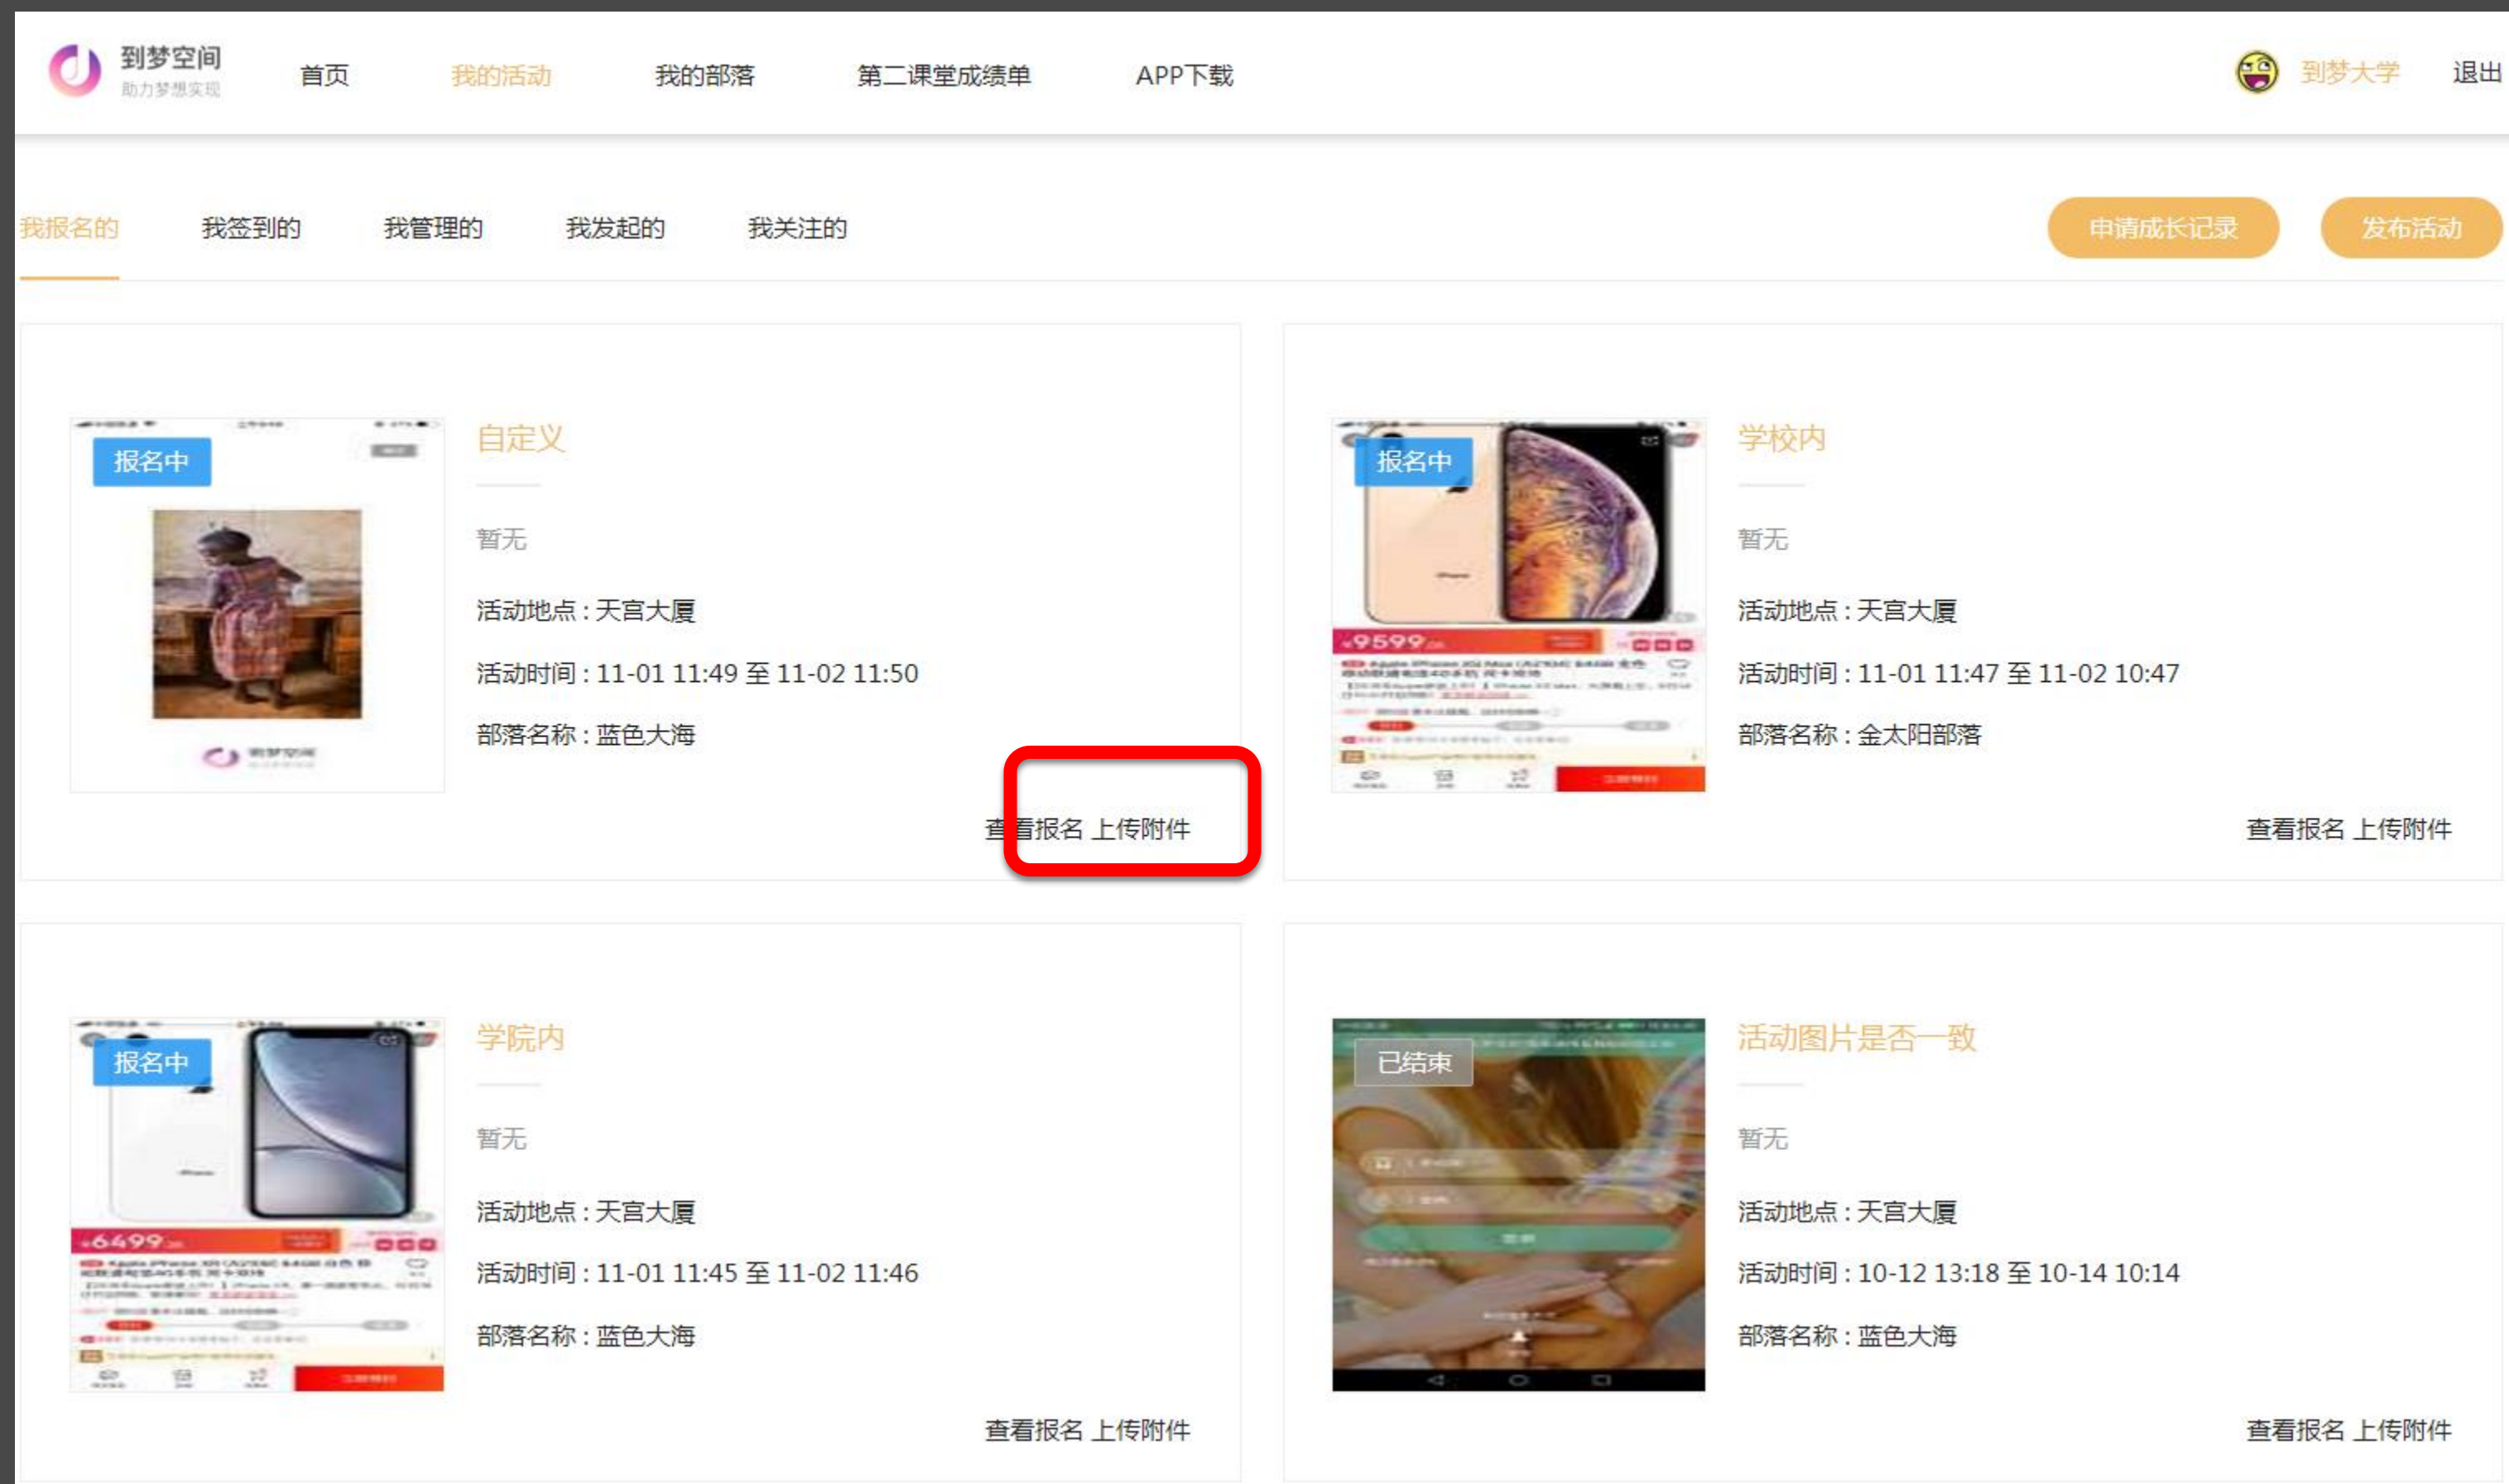 到梦空间
助力梦想实现
首页 我的活动 我的部落 第二课堂成绩单 APP下载 到梦大学 退出
我报名的 我签到的 我管理的 我发起的 我关注的 申请成长记录 发布活动
报名中
自定义
暂无
活动地点 : 天宫大厦
活动时间 : 11-01 11:49 至 11-02 11:50
部落名称 : 蓝色大海
到梦空间
查看报名 上传附件
报名中
学校内
暂无
活动地点 : 天宫大厦
活动时间 : 11-01 11:47 至 11-02 10:47
部落名称 : 金太阳部落
9599
查看报名 上传附件
报名中
学院内
暂无
活动地点 : 天宫大厦
活动时间 : 11-01 11:45 至 11-02 11:46
部落名称 : 蓝色大海
6499
查看报名 上传附件
已结束
活动图片是否一致
暂无
活动地点 : 天宫大厦
活动时间 : 10-12 13:18 至 10-14 10:14
部落名称 : 蓝色大海
查看报名 上传附件